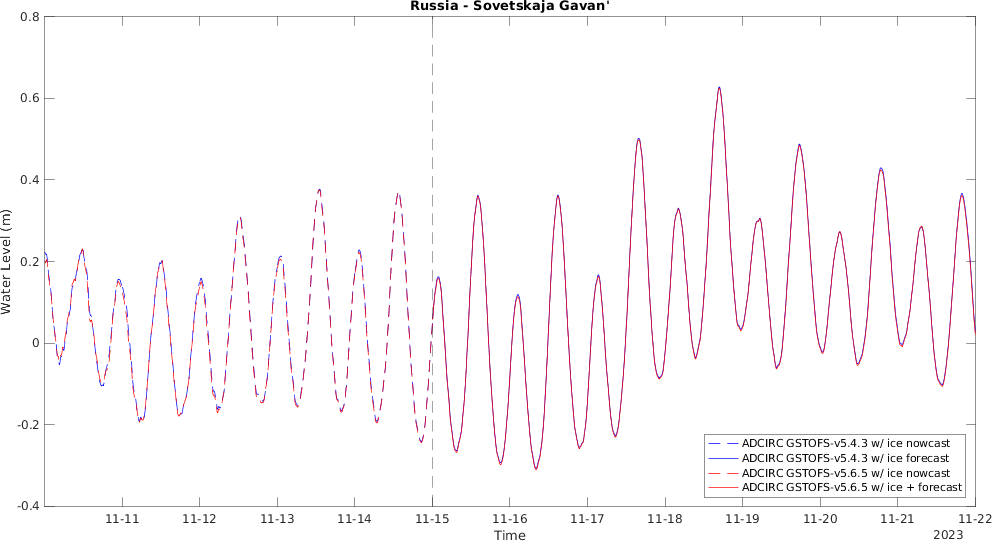 Russia - Sovetskaja Gavan'
0.8
0.6
0.4
0.2
0
-0.2
-0.4
Water Level (m)
ADCIRC GSTOFS-v5.4.3 w/ ice nowcast
ADCIRC GSTOFS-v5.4.3 w/ ice forecast
ADCIRC GSTOFS-v5.6.5 w/ ice nowcast
ADCIRC GSTOFS-v5.6.5 w/ ice + forecast
11-11 11-12 11-13 11-14 11-15 11-16 11-17 11-18 11-19 11-20 11-21 11-22
Time
2023